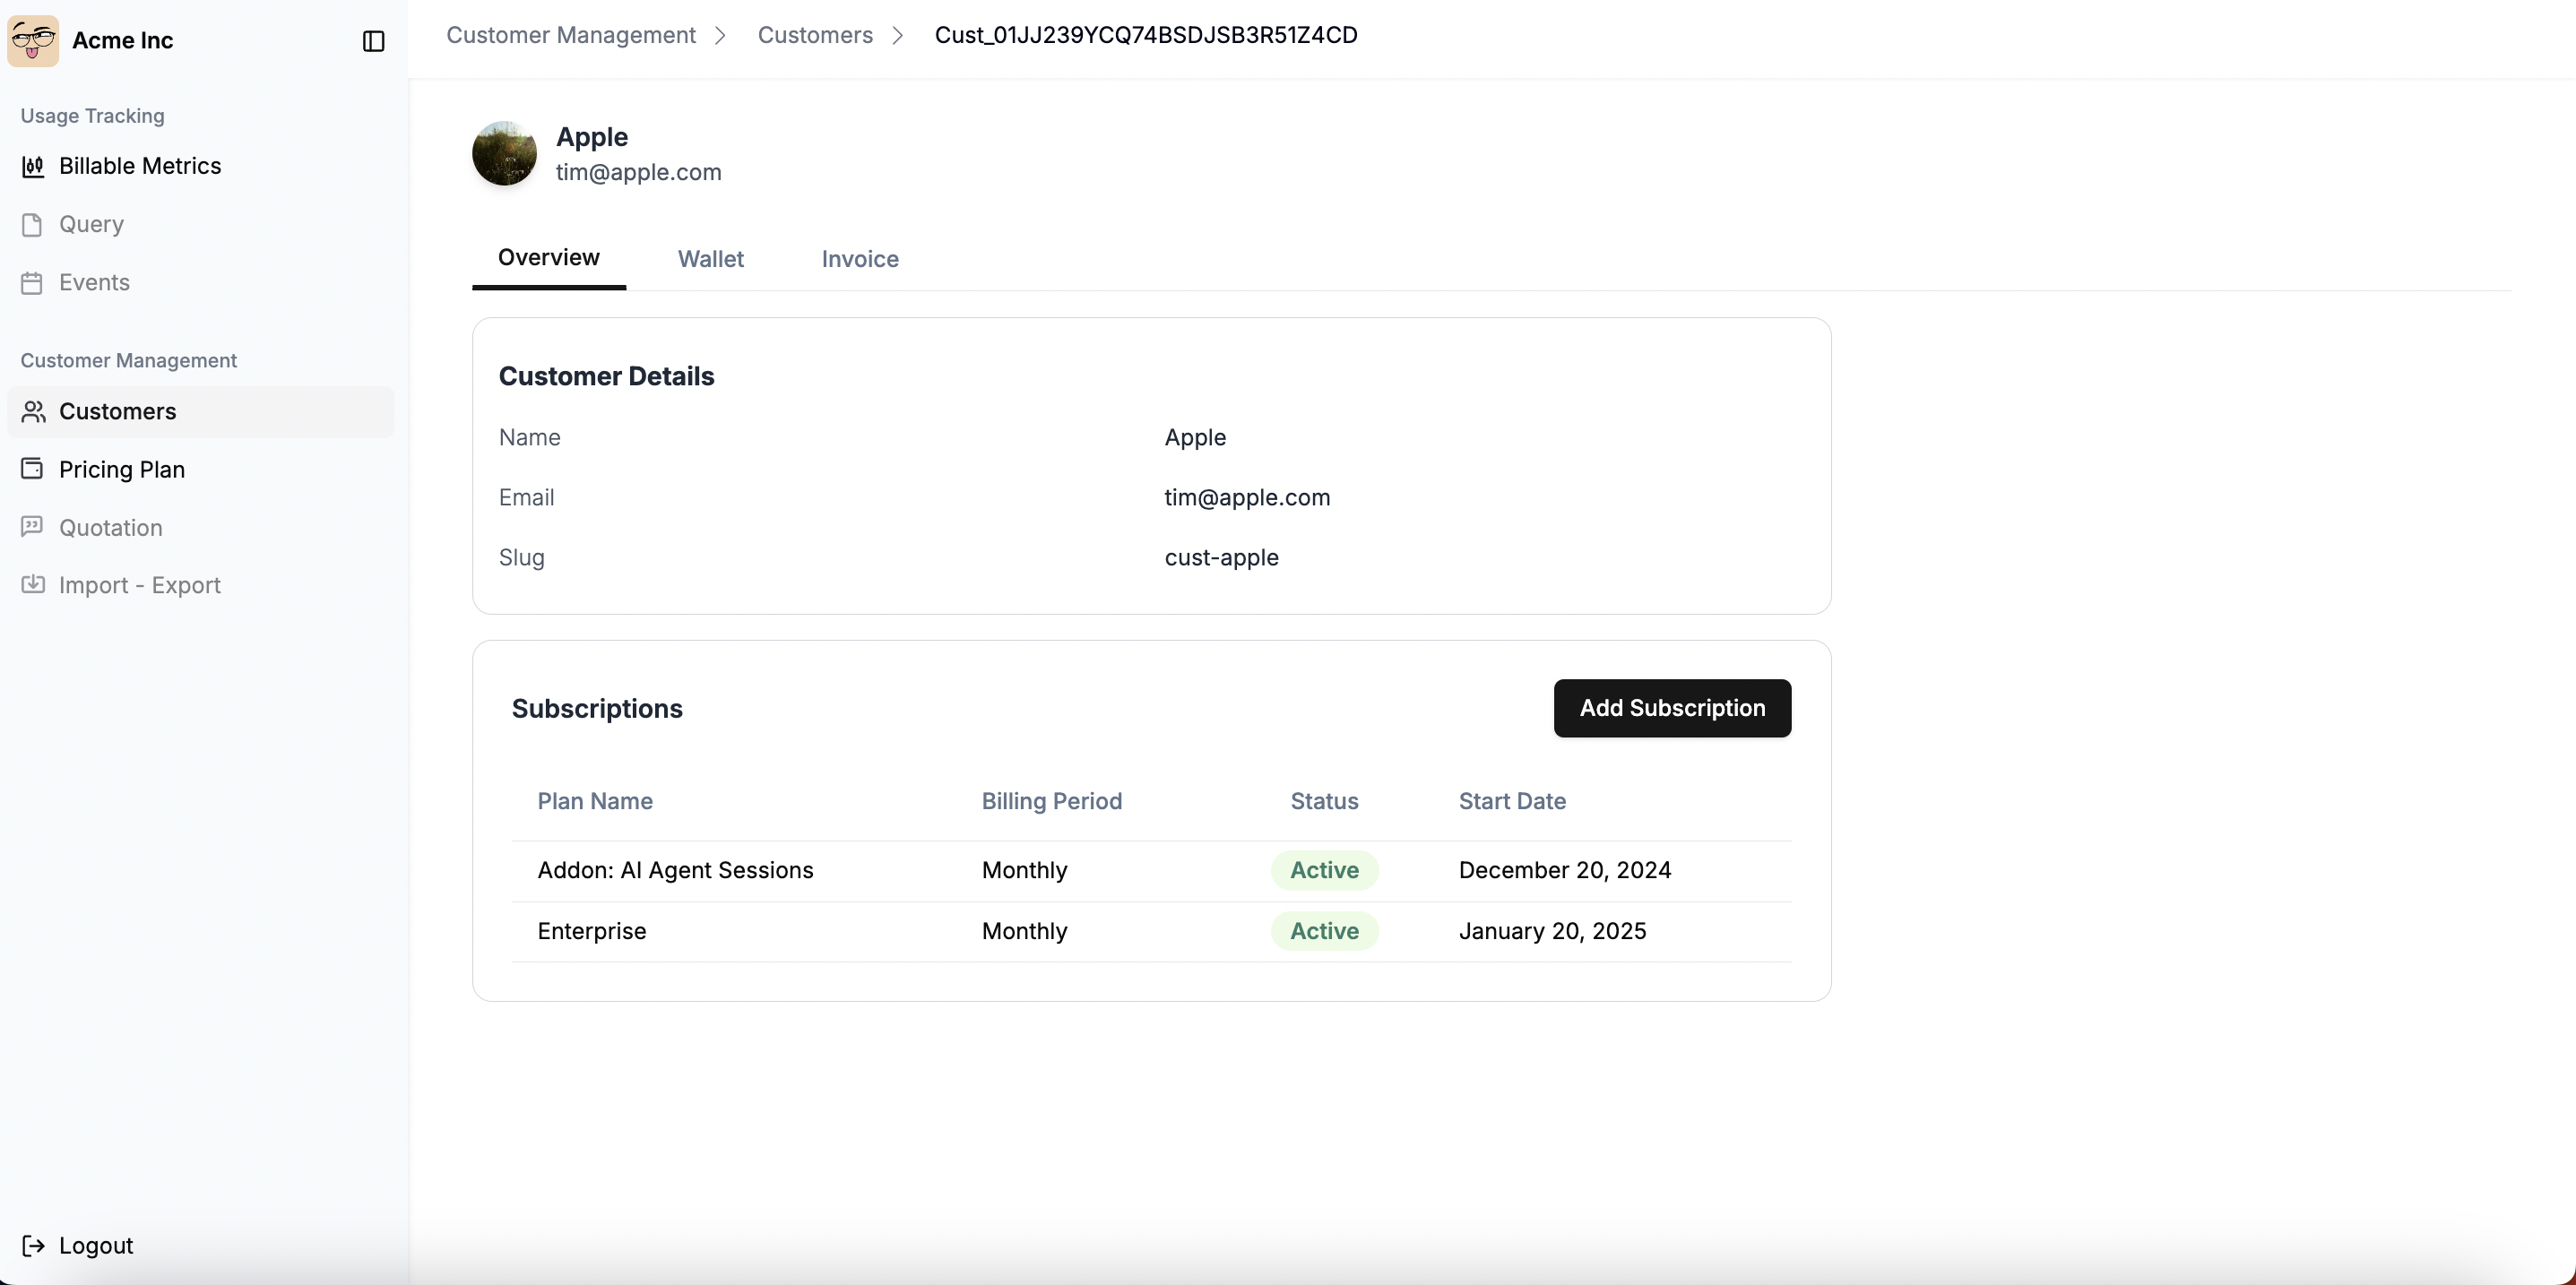 Acme Inc
Usage Tracking
Billable Metrics
Query
Events
Customer Management
Customers
Pricing Plan
Quotation
Import - Export
Logout
Customer Management > Customers > Cust_01JJ239YCQ74BSDJSB3R51Z4CD
Apple
tim@apple.com
Overview Wallet Invoice
Customer Details
Name Apple
Email tim@apple.com
Slug cust-apple
Subscriptions Add Subscription
Plan Name Billing Period Status Start Date
Addon: AI Agent Sessions Monthly Active December 20, 2024
Enterprise Monthly Active January 20, 2025